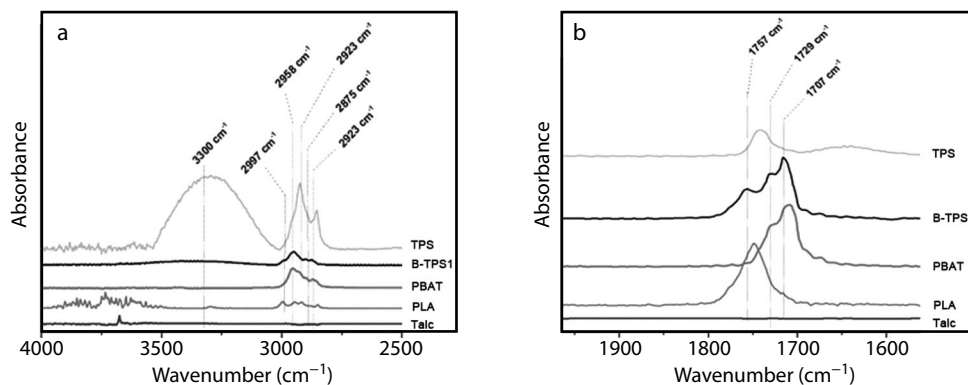 a
2958 cm⁻¹
2923 cm⁻¹
2875 cm⁻¹
2923 cm⁻¹
2997 cm⁻¹
3300 cm⁻¹
Absorbance
TPS
B-TPS1
PBAT
PLA
Talc
4000 3500 3000 2500
Wavenumber (cm⁻¹)
b
1757 cm⁻¹
1729 cm⁻¹
1707 cm⁻¹
Absorbance
TPS
B-TPS
PBAT
PLA
Talc
1900 1800 1700 1600
Wavenumber (cm⁻¹)